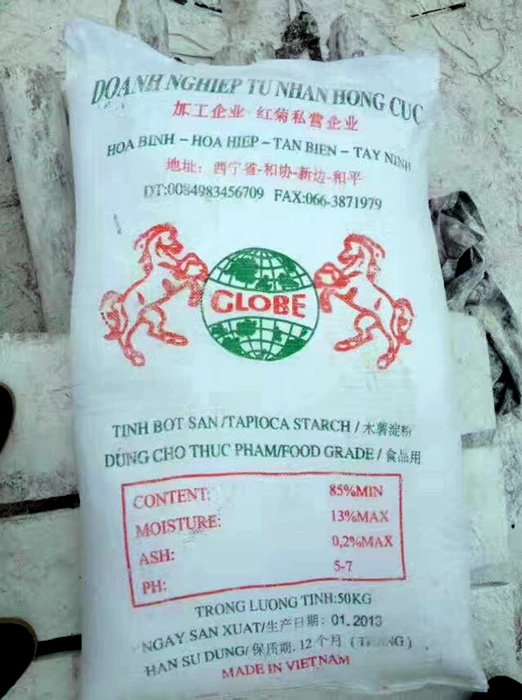 DOANH NGHIEP TU NHAN HONG CUC
加工企业 红菊私营企业
HOA BINH – HOA HIEP – TAN BIEN – TAY NINH
地址：西宁省-和协-新边-和平
DT:0084983456709 FAX:066-3871979
GLOBE
TINH BOT SAN /TAPIOCA STARCH / 木薯淀粉
DÙNG CHO THUC PHAM/FOOD GRADE / 食品用
CONTENT: 85%MIN
MOISTURE: 13%MAX
ASH: 0,2%MAX
PH: 5-7
TRONG LUONG TINH:50KG
NGAY SAN XUAT/生产日期：01.2013
HAN SU DUNG/ 保质期. 12 个月 (THANG)
MADE IN VIETNAM